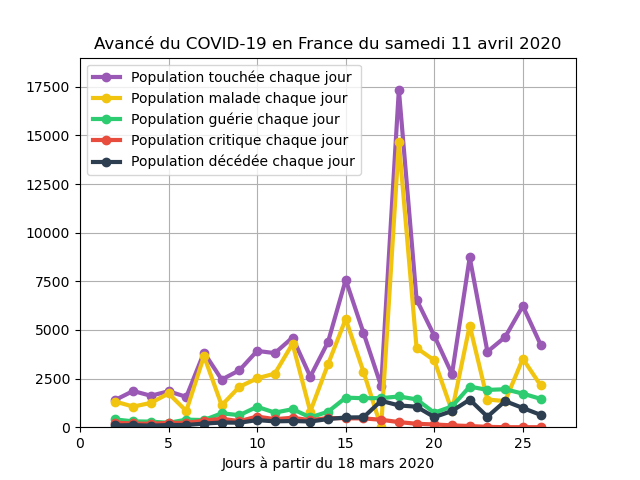 Avancé du COVID-19 en France du samedi 11 avril 2020
Population touchée chaque jour
Population malade chaque jour
Population guérie chaque jour
Population critique chaque jour
Population décédée chaque jour
17500
15000
12500
10000
7500
5000
2500
0
0 5 10 15 20 25
Jours à partir du 18 mars 2020